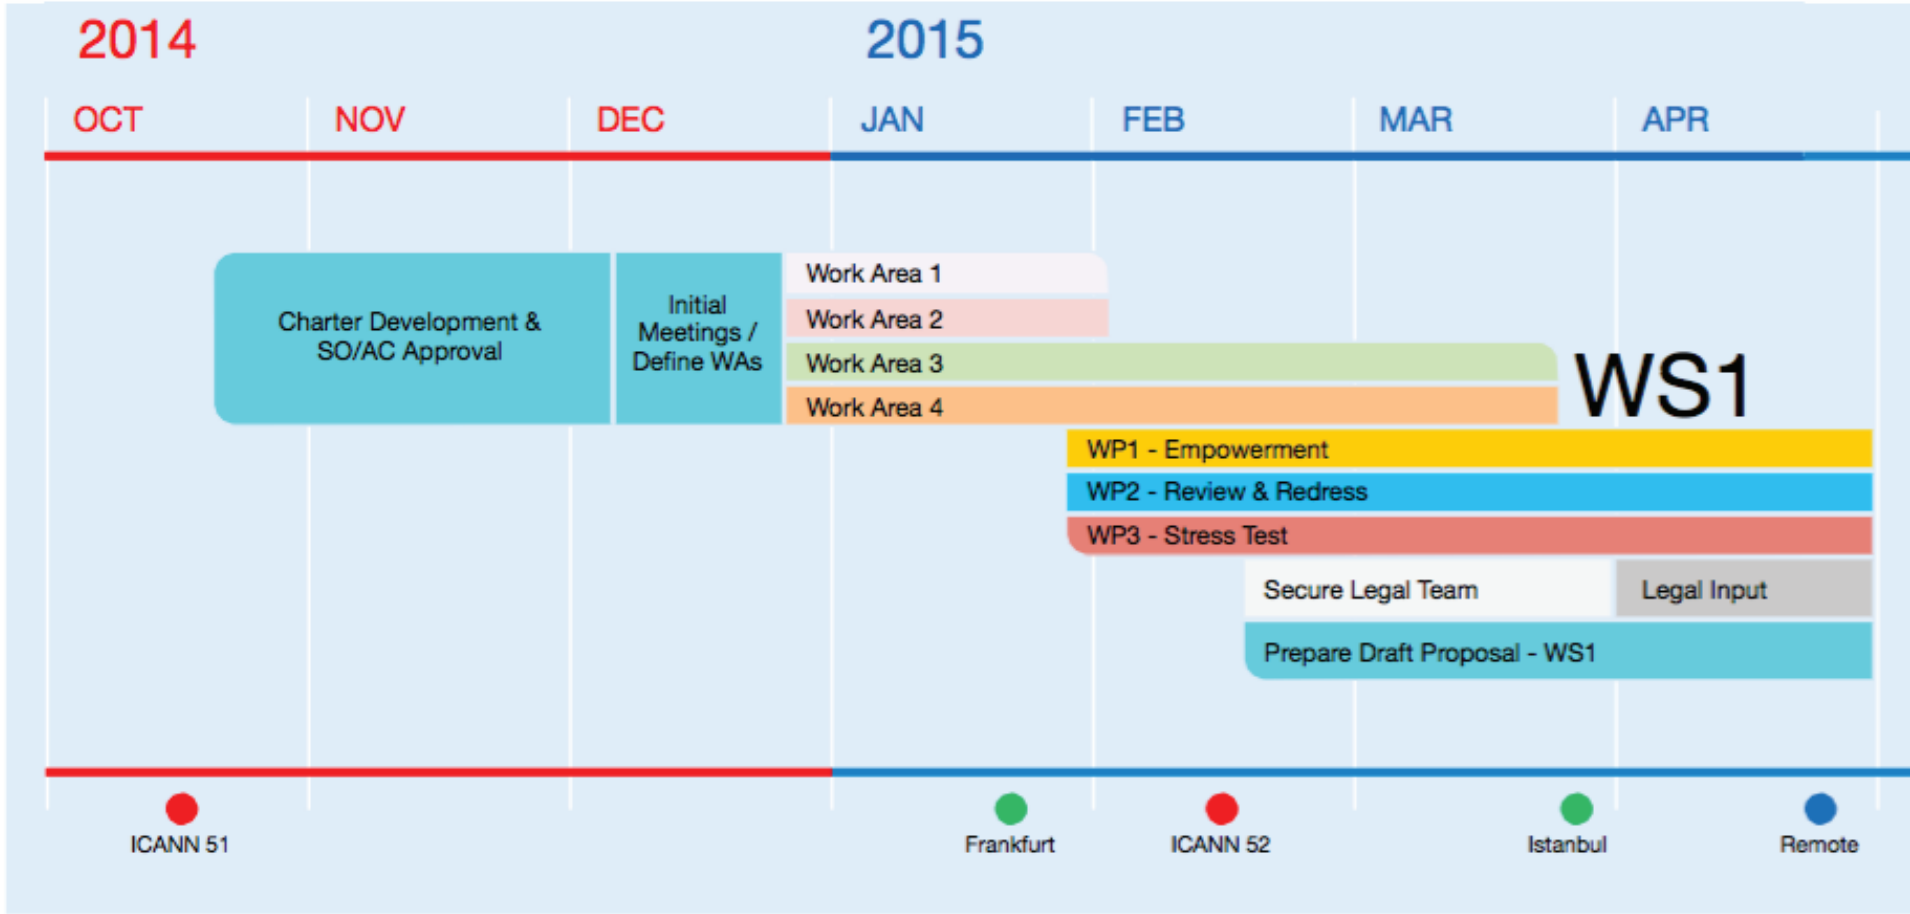 2014
2015
OCT
NOV
DEC
JAN
FEB
MAR
APR
Charter Development &
SO/AC Approval
Initial
Meetings /
Define WAs
Work Area 1
Work Area 2
Work Area 3
Work Area 4
WS1
WP1 - Empowerment
WP2 - Review & Redress
WP3 - Stress Test
Secure Legal Team
Legal Input
Prepare Draft Proposal - WS1
ICANN 51
Frankfurt
ICANN 52
Istanbul
Remote